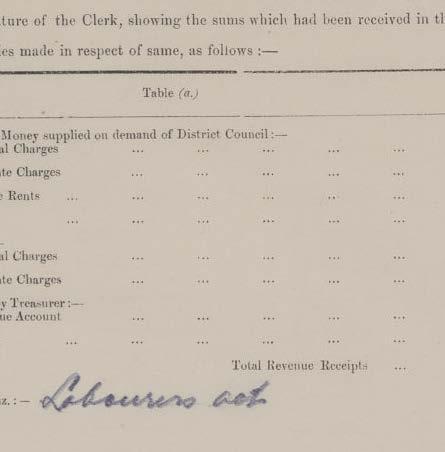 ture of the Clerk, showing the sums which had been received in th
es made in respect of same, as follows :—
Table (a.)
Money supplied on demand of District Council :—
al Charges ... ... ... ... ...
te Charges ... ... ... ... ...
e Rents ... ... ... ... ... ...
... ... ... ... ... ...
al Charges ... ... ... ... ...
te Charges ... ... ... ... ...
y Treasurer :—
ue Account ... ... ... ... ...
... ... ... ... ... ...
Total Revenue Receipts ...
z. :— Labourers act